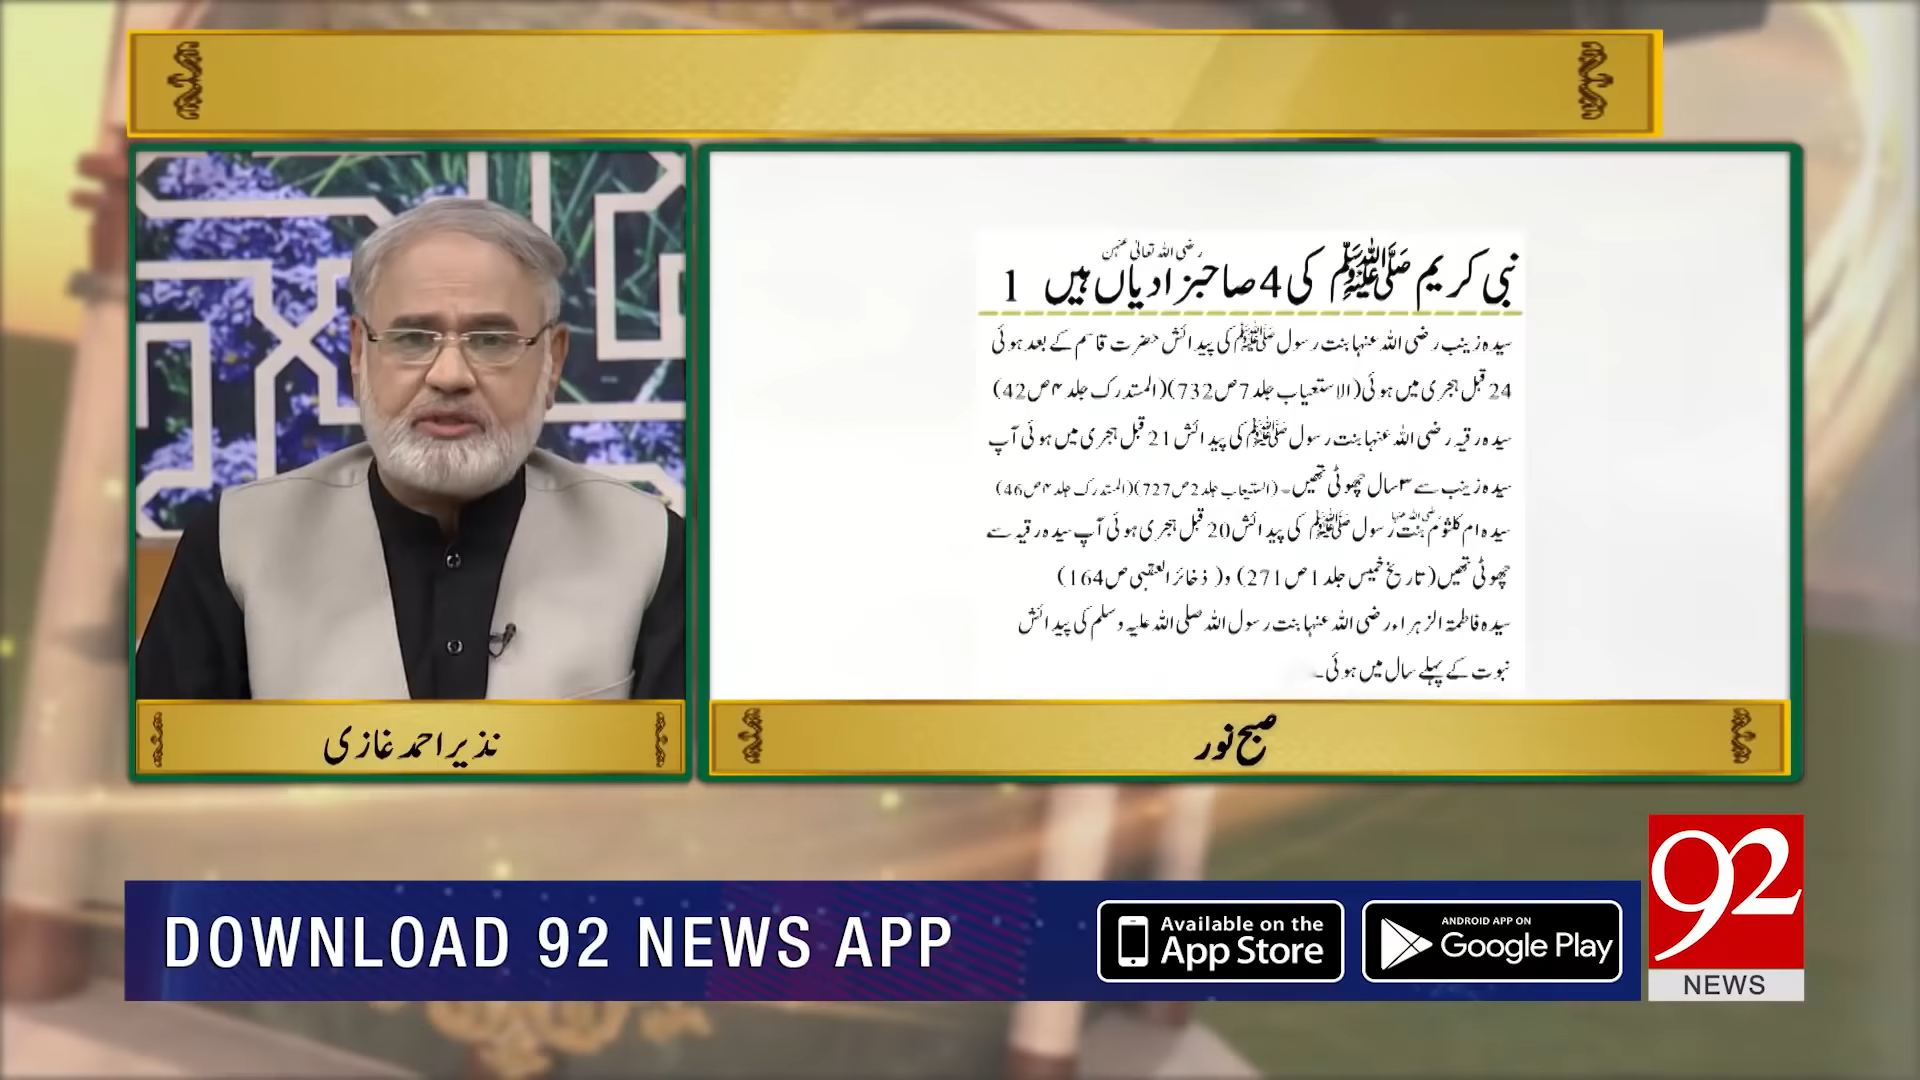 رضی اللہ تعالیٰ عنہن
نبی کریم ﷺ کی 4 صاحبزادیاں ہیں 1
سیدہ زینب رضی اللہ عنہا بنت رسول ﷺ کی پیدائش حضرت قاسم کے بعد ہوئی
24 قبل ہجری میں ہوئی (الاستعیاب جلد 7 ص 732) (المستدرک جلد ۴ ص 42)
سیدہ رقیہ رضی اللہ عنہا بنت رسول ﷺ کی پیدائش 21 قبل ہجری میں ہوئی آپ
سیدہ زینب سے ۳ سال چھوٹی تھیں۔ (استیعاب جلد 2 ص 727) (المستدرک جلد ۴ ص 46)
سیدہ ام کلثوم رضی اللہ عنہا بنت رسول ﷺ کی پیدائش 20 قبل ہجری ہوئی آپ سیدہ رقیہ سے
چھوٹی تھیں (تاریخ خمیس جلد 1 ص 271) و (ذخائر العقبی ص 164)
سیدہ فاطمۃ الزہراء رضی اللہ عنہا بنت رسول اللہ صلی اللہ علیہ وسلم کی پیدائش
نبوت کے پہلے سال میں ہوئی۔
نذیر احمد غازی
صبح نور
DOWNLOAD 92 NEWS APP
Available on the
App Store
ANDROID APP ON
Google Play
92
NEWS